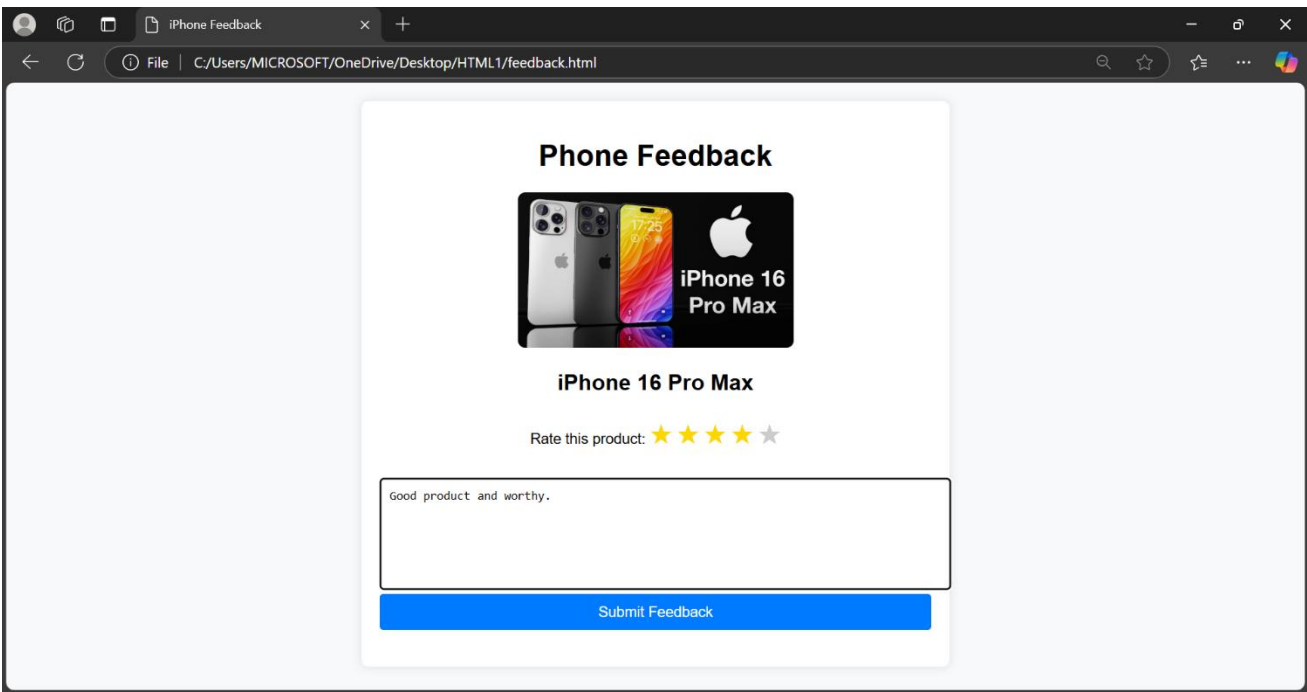 iPhone Feedback
File | C:/Users/MICROSOFT/OneDrive/Desktop/HTML1/feedback.html
Phone Feedback
17:25
iPhone 16
Pro Max
iPhone 16 Pro Max
Rate this product: ★ ★ ★ ★ ★
Good product and worthy.
Submit Feedback